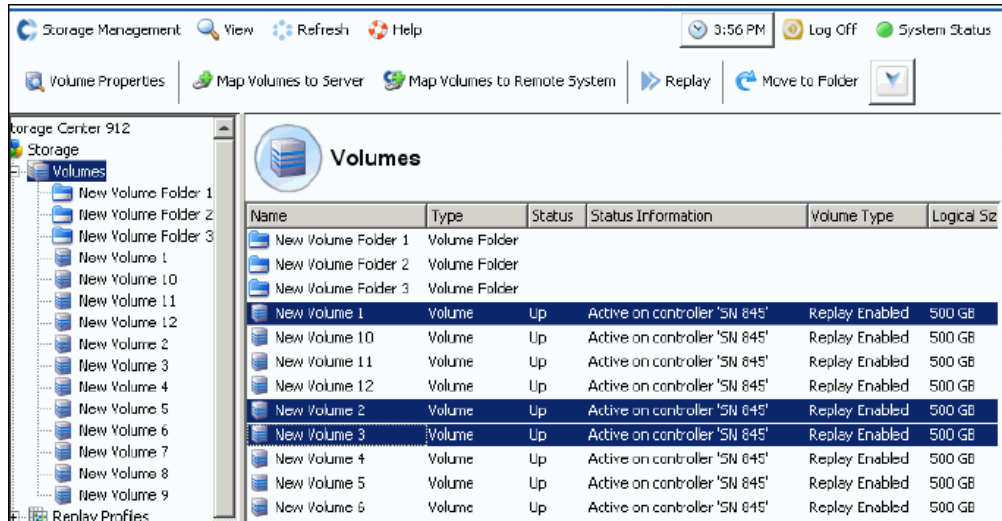 Storage Management View Refresh Help 3:56 PM Log Off System Status
Volume Properties Map Volumes to Server Map Volumes to Remote System Replay Move to Folder
torage Center 912
Storage
Volumes
New Volume Folder 1
New Volume Folder 2
New Volume Folder 3
New Volume 1
New Volume 10
New Volume 11
New Volume 12
New Volume 2
New Volume 3
New Volume 4
New Volume 5
New Volume 6
New Volume 7
New Volume 8
New Volume 9
Replay Profiles
Volumes
Name Type Status Status Information Volume Type Logical Siz
New Volume Folder 1 Volume Folder
New Volume Folder 2 Volume Folder
New Volume Folder 3 Volume Folder
New Volume 1 Volume Up Active on controller 'SN 845' Replay Enabled 500 GB
New Volume 10 Volume Up Active on controller 'SN 845' Replay Enabled 500 GB
New Volume 11 Volume Up Active on controller 'SN 845' Replay Enabled 500 GB
New Volume 12 Volume Up Active on controller 'SN 845' Replay Enabled 500 GB
New Volume 2 Volume Up Active on controller 'SN 845' Replay Enabled 500 GB
New Volume 3 Volume Up Active on controller 'SN 845' Replay Enabled 500 GB
New Volume 4 Volume Up Active on controller 'SN 845' Replay Enabled 500 GB
New Volume 5 Volume Up Active on controller 'SN 845' Replay Enabled 500 GB
New Volume 6 Volume Up Active on controller 'SN 845' Replay Enabled 500 GB